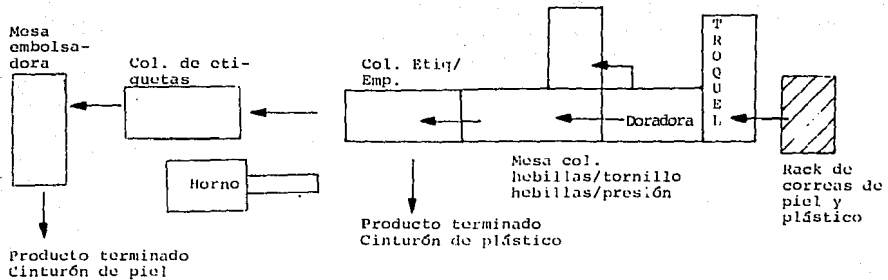 Mesa
embolsa-
dora
Col. de eti-
quetas
Col. Etiq/
Emp.
TROQUEL
Doradora
Horno
Mesa col.
hebillas/tornillo
hebillas/presión
Rack de
correas de
piel y
plástico
Producto terminado
Cinturón de plástico
Producto terminado
Cinturón de piel